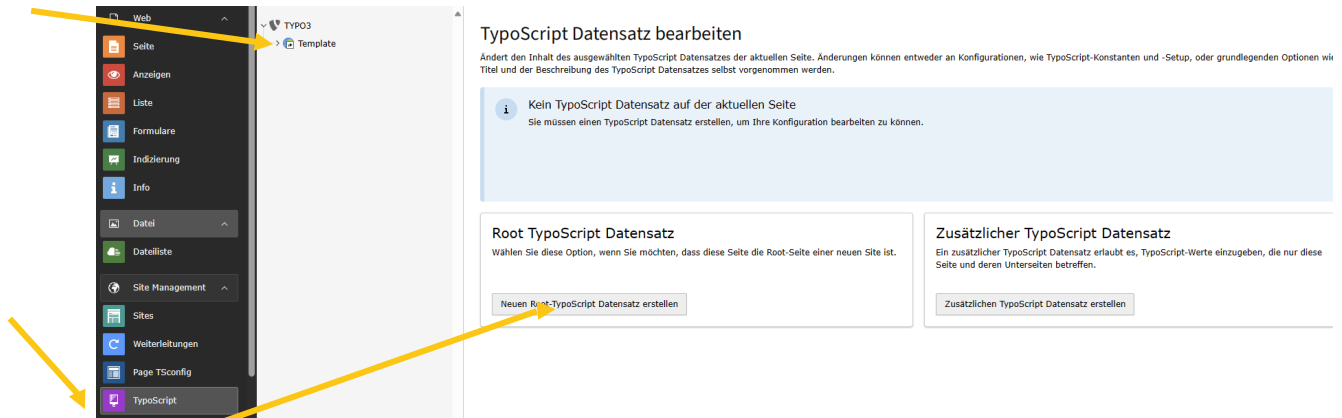 Web
Seite
Anzeigen
Liste
Formulare
Indizierung
Info
Datei
Dateiliste
Site Management
Sites
Weiterleitungen
Page TSconfig
TypoScript
TYPO3
Template
TypoScript Datensatz bearbeiten
Ändert den Inhalt des ausgewählten TypoScript Datensatzes der aktuellen Seite. Änderungen können entweder an Konfigurationen, wie TypoScript-Konstanten und -Setup, oder grundlegenden Optionen wie
Titel und der Beschreibung des TypoScript Datensatzes selbst vorgenommen werden.
Kein TypoScript Datensatz auf der aktuellen Seite
Sie müssen einen TypoScript Datensatz erstellen, um Ihre Konfiguration bearbeiten zu können.
Root TypoScript Datensatz
Wählen Sie diese Option, wenn Sie möchten, dass diese Seite die Root-Seite einer neuen Site ist.
Neuen Root-TypoScript Datensatz erstellen
Zusätzlicher TypoScript Datensatz
Ein zusätzlicher TypoScript Datensatz erlaubt es, TypoScript-Werte einzugeben, die nur diese
Seite und deren Unterseiten betreffen.
Zusätzlichen TypoScript Datensatz erstellen